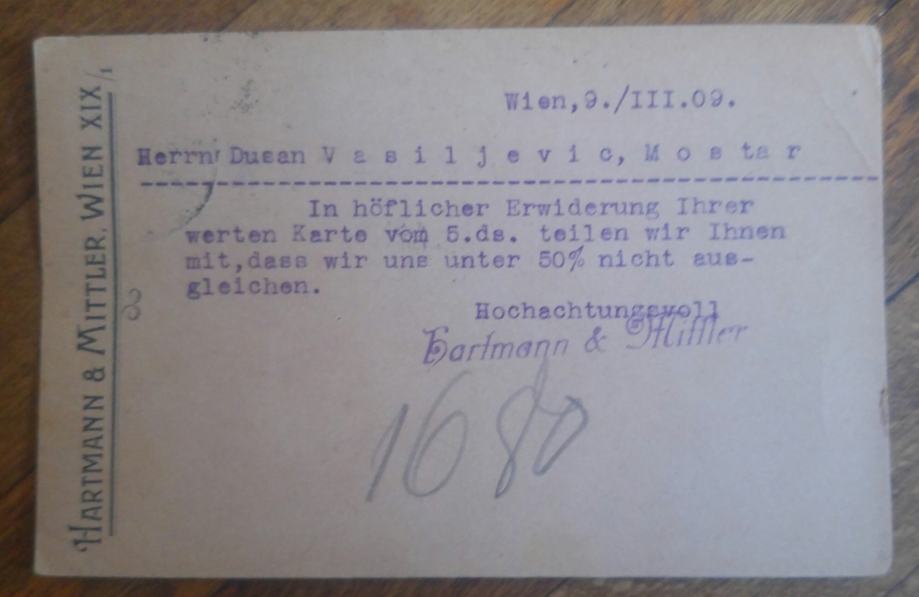 HARTMANN & MITTLER, WIEN XIX/1
Wien,9./III.09.
Herrn Dusan V a s i l j e v i c, M o s t a r
In höflicher Erwiderung Ihrer
werten Karte vom 5.ds. teilen wir Ihnen
mit,dass wir uns unter 50% nicht aus-
gleichen.
Hochachtungsvoll
Hartmann & Mittler
1680